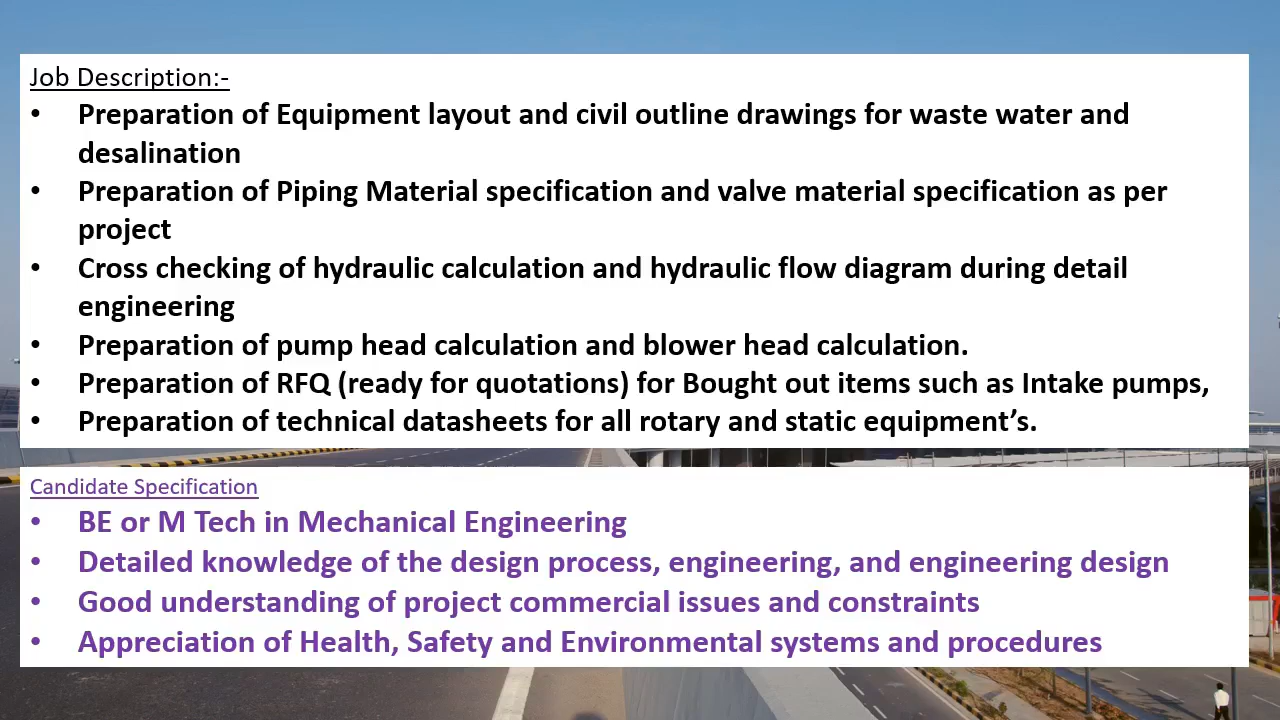 Job Description:-
• Preparation of Equipment layout and civil outline drawings for waste water and
desalination
• Preparation of Piping Material specification and valve material specification as per
project
• Cross checking of hydraulic calculation and hydraulic flow diagram during detail
engineering
• Preparation of pump head calculation and blower head calculation.
• Preparation of RFQ (ready for quotations) for Bought out items such as Intake pumps,
• Preparation of technical datasheets for all rotary and static equipment’s.
Candidate Specification
• BE or M Tech in Mechanical Engineering
• Detailed knowledge of the design process, engineering, and engineering design
• Good understanding of project commercial issues and constraints
• Appreciation of Health, Safety and Environmental systems and procedures